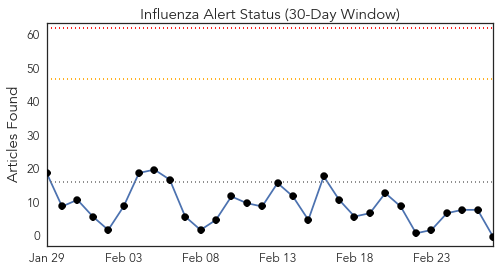 Influenza Alert Status (30-Day Window)
Articles Found
60
50
40
30
20
10
0
Jan 29 Feb 03 Feb 08 Feb 13 Feb 18 Feb 23